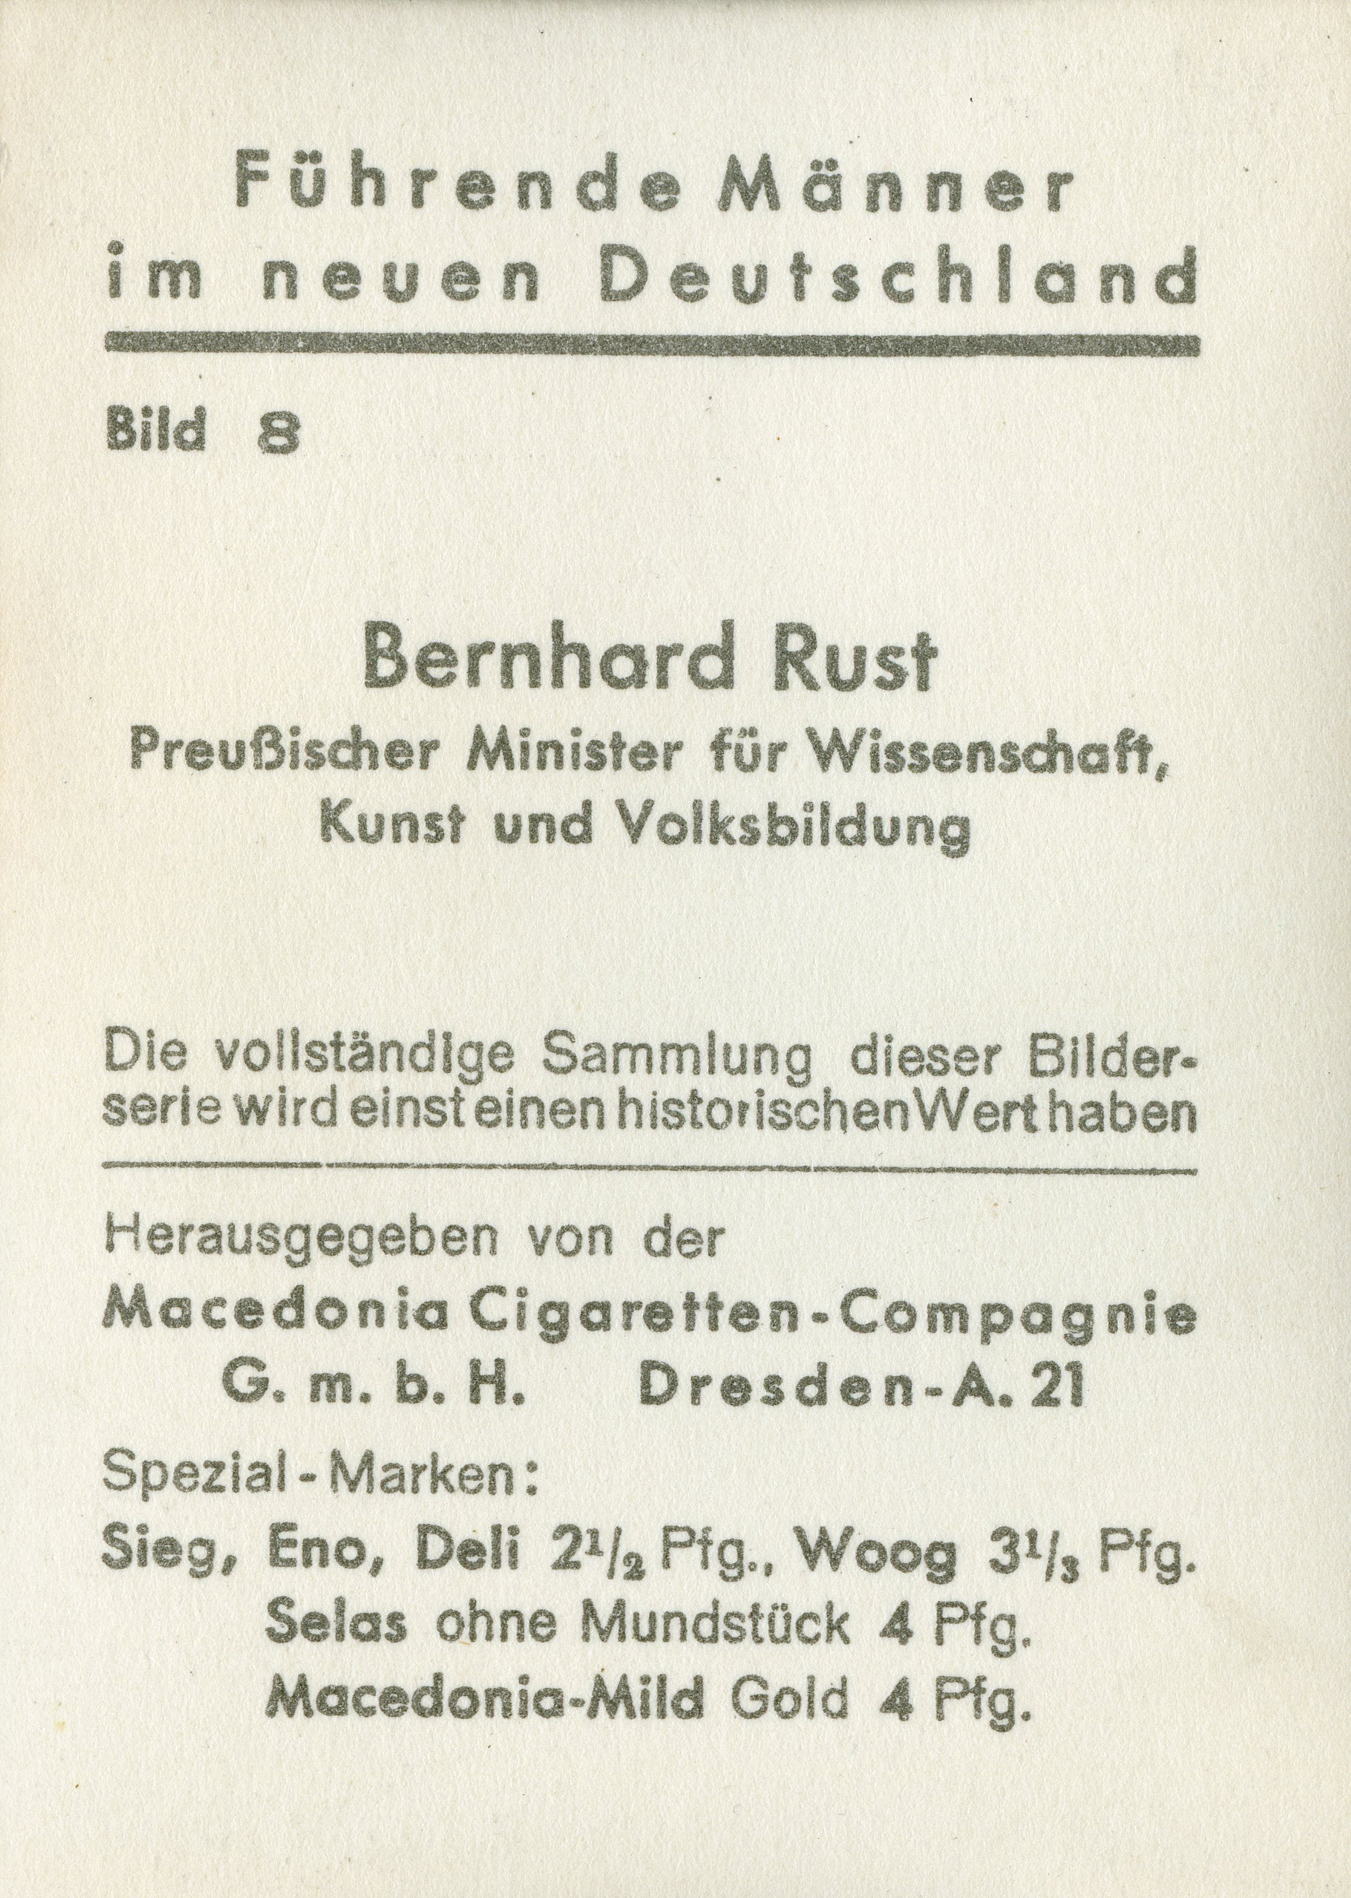 Führende Männer
im neuen Deutschland
Bild 8
Bernhard Rust
Preußischer Minister für Wissenschaft,
Kunst und Volksbildung
Die vollständige Sammlung dieser Bilder-
serie wird einst einen historischen Wert haben
Herausgegeben von der
Macedonia Cigaretten-Compagnie
G. m. b. H. Dresden-A. 21
Spezial-Marken:
Sieg, Eno, Deli 2½ Pfg., Woog 3⅓ Pfg.
Selas ohne Mundstück 4 Pfg.
Macedonia-Mild Gold 4 Pfg.